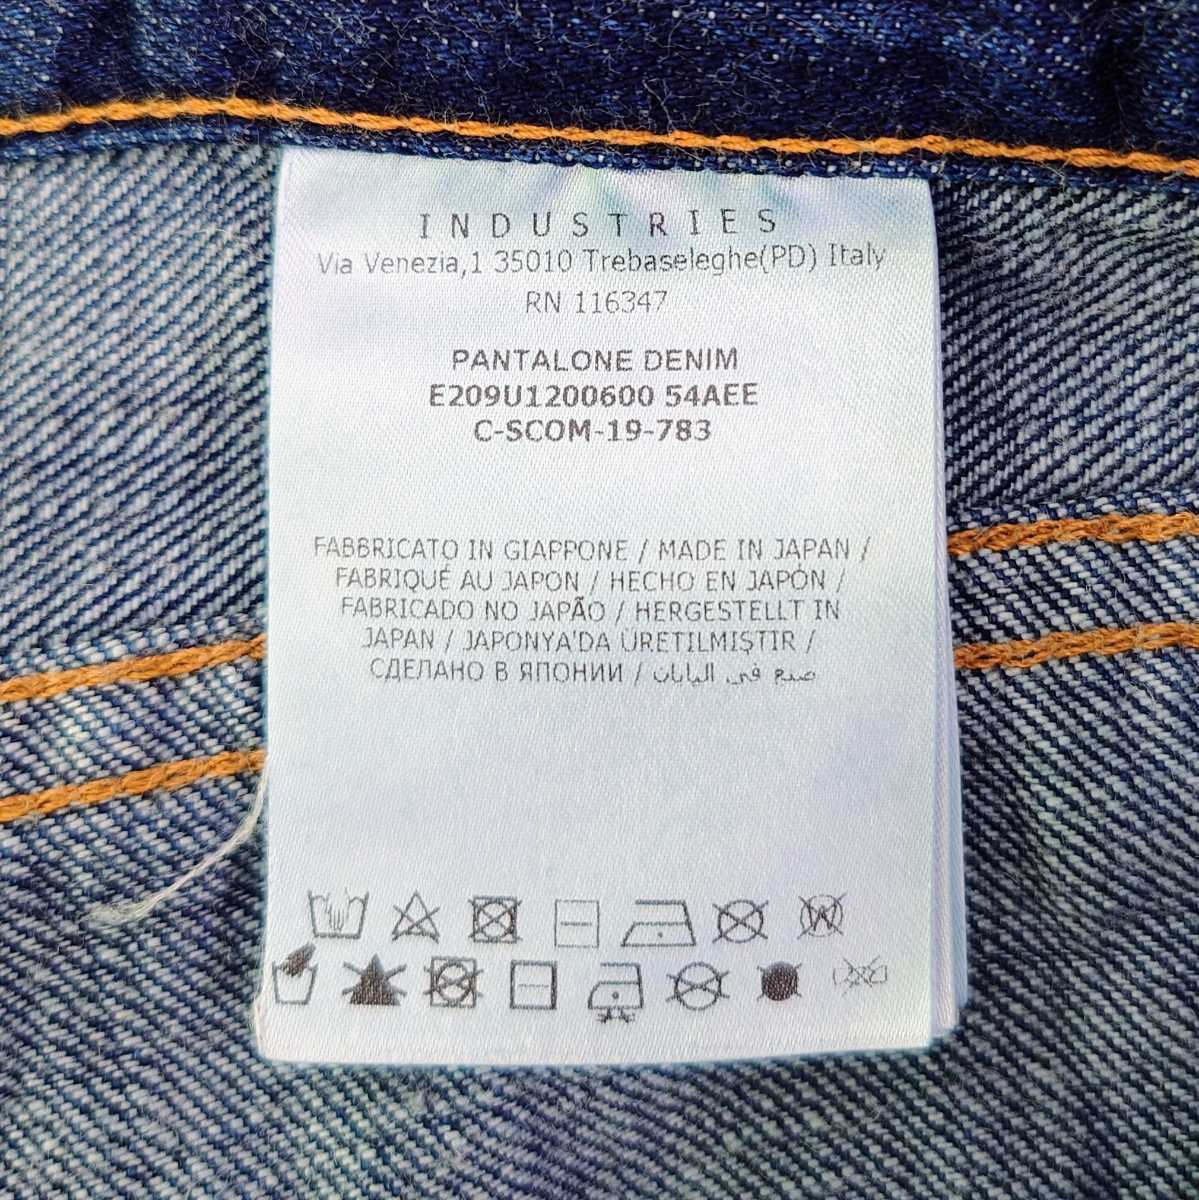 INDUSTRIES
Via Venezia,1 35010 Trebaseleghe(PD) Italy
RN 116347
PANTALONE DENIM
E209U1200600 54AEE
C-SCOM-19-783
FABBRICATO IN GIAPPONE / MADE IN JAPAN /
FABRIQUÉ AU JAPON / HECHO EN JAPÓN /
FABRICADO NO JAPÃO / HERGESTELLT IN
JAPAN / JAPONYA'DA ÜRETILMIŞTIR /
СДЕЛАНО В ЯПОНИИ / صنع في اليابان
W